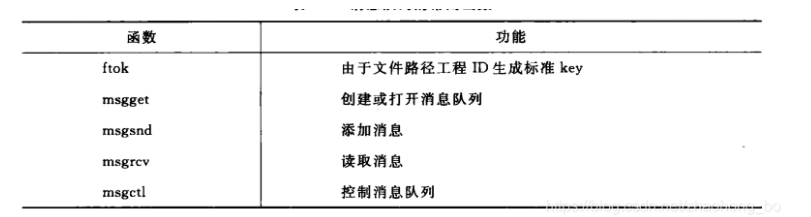 函数 功能
ftok 由于文件路径工程 ID 生成标准 key
msgget 创建或打开消息队列
msgsnd 添加消息
msgrcv 读取消息
msgctl 控制消息队列